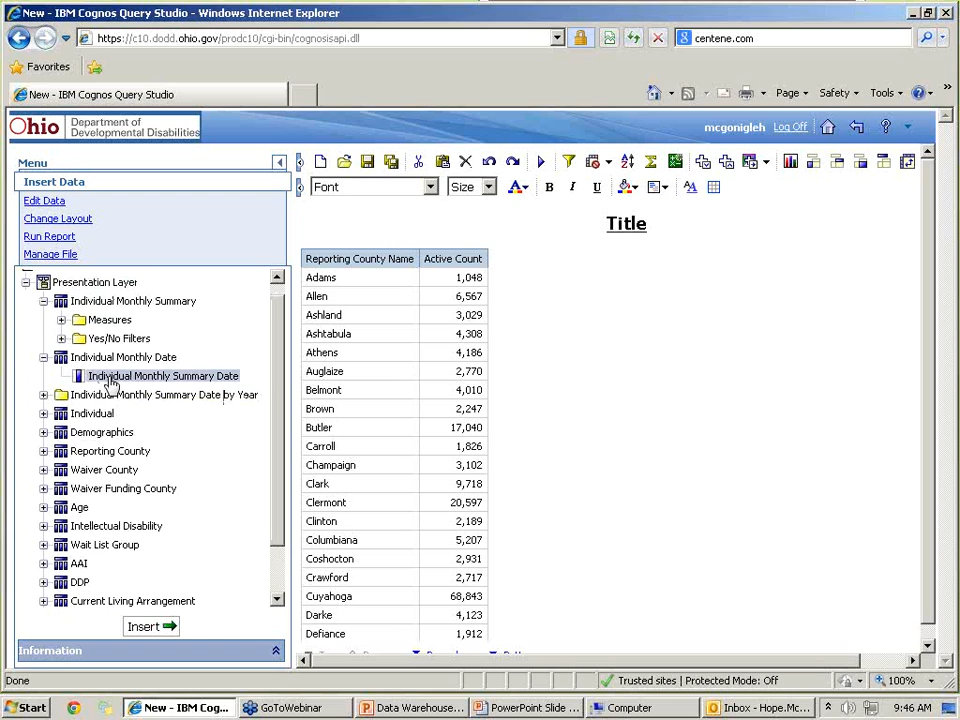 New - IBM Cognos Query Studio - Windows Internet Explorer
https://c10.dodd.ohio.gov/prodc10/cgi-bin/cognosisapi.dll
centene.com
Favorites
New - IBM Cognos Query Studio
Page
Safety
Tools
Ohio
Department of
Developmental Disabilities
mcgonigleh
Log Off
Menu
Insert Data
Edit Data
Change Layout
Run Report
Manage File
Font
Size
A
B
I
U
Title
Presentation Layer
Individual Monthly Summary
Measures
Yes/No Filters
Individual Monthly Date
Individual Monthly Summary Date
Individual Monthly Summary Date by Year
Individual
Demographics
Reporting County
Waiver County
Waiver Funding County
Age
Intellectual Disability
Wait List Group
AAI
DDP
Current Living Arrangement
Insert
Information
Reporting County Name Active Count
Adams 1,048
Allen 6,567
Ashland 3,029
Ashtabula 4,308
Athens 4,186
Auglaize 2,770
Belmont 4,010
Brown 2,247
Butler 17,040
Carroll 1,826
Champaign 3,102
Clark 9,718
Clermont 20,597
Clinton 2,189
Columbiana 5,207
Coshocton 2,931
Crawford 2,717
Cuyahoga 68,843
Darke 4,123
Defiance 1,912
Done
Trusted sites | Protected Mode: Off
100%
Start
New - IBM Cog...
GoToWebinar
Data Warehouse...
PowerPoint Slide ...
Computer
Inbox - Hope.Mc...
9:46 AM